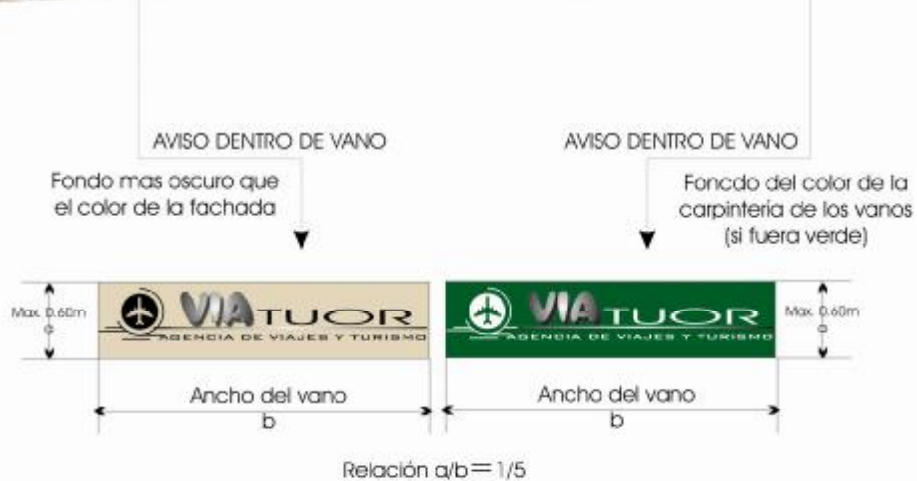 AVISO DENTRO DE VANO
Fondo mas oscuro que
el color de la fachada
AVISO DENTRO DE VANO
Foncdo del color de la
carpinteria de los vanos
(si fuera verde)
Max. 0.60m
a
VIA TUOR
AGENCIA DE VIAJES Y TURISMO
VIA TUOR
AGENCIA DE VIAJES Y TURISMO
Max. 0.60m
a
Ancho del vano
b
Ancho del vano
b
Relación a/b = 1/5